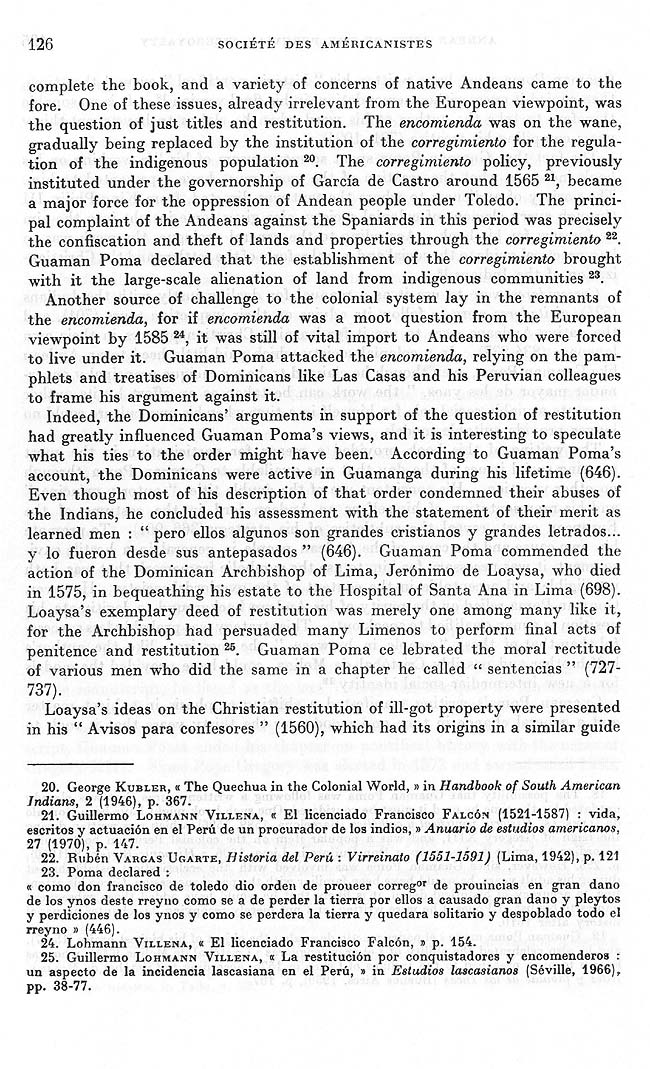 126
SOCIÉTÉ DES AMÉRICANISTES
complete the book, and a variety of concerns of native Andeans came to the
fore. One of these issues, already irrelevant from the European viewpoint, was
the question of just titles and restitution. The encomienda was on the wane,
gradually being replaced by the institution of the corregimiento for the regula-
tion of the indigenous population 20. The corregimiento policy, previously
instituted under the governorship of García de Castro around 1565 21, became
a major force for the oppression of Andean people under Toledo. The princi-
pal complaint of the Andeans against the Spaniards in this period was precisely
the confiscation and theft of lands and properties through the corregimiento 22.
Guaman Poma declared that the establishment of the corregimiento brought
with it the large-scale alienation of land from indigenous communities 23.
Another source of challenge to the colonial system lay in the remnants of
the encomienda, for if encomienda was a moot question from the European
viewpoint by 1585 24, it was still of vital import to Andeans who were forced
to live under it. Guaman Poma attacked the encomienda, relying on the pam-
phlets and treatises of Dominicans like Las Casas and his Peruvian colleagues
to frame his argument against it.
Indeed, the Dominicans' arguments in support of the question of restitution
had greatly influenced Guaman Poma's views, and it is interesting to speculate
what his ties to the order might have been. According to Guaman Poma's
account, the Dominicans were active in Guamanga during his lifetime (646).
Even though most of his description of that order condemned their abuses of
the Indians, he concluded his assessment with the statement of their merit as
learned men : “ pero ellos algunos son grandes cristianos y grandes letrados...
y lo fueron desde sus antepasados ” (646). Guaman Poma commended the
action of the Dominican Archbishop of Lima, Jerónimo de Loaysa, who died
in 1575, in bequeathing his estate to the Hospital of Santa Ana in Lima (698).
Loaysa's exemplary deed of restitution was merely one among many like it,
for the Archbishop had persuaded many Limenos to perform final acts of
penitence and restitution 25. Guaman Poma ce lebrated the moral rectitude
of various men who did the same in a chapter he called “ sentencias ” (727-
737).
Loaysa's ideas on the Christian restitution of ill-got property were presented
in his “ Avisos para confesores ” (1560), which had its origins in a similar guide
20. George KUBLER, « The Quechua in the Colonial World, » in Handbook of South American
Indians, 2 (1946), p. 367.
21. Guillermo LOHMANN VILLENA, « El licenciado Francisco FALCÓN (1521-1587) : vida,
escritos y actuación en el Perú de un procurador de los indios, » Anuario de estudios americanos,
27 (1970), p. 147.
22. Rubén VARGAS UGARTE, Historia del Perú : Virreinato (1551-1591) (Lima, 1942), p. 121
23. Poma declared :
« como don francisco de toledo dio orden de proueer corregor de prouincias en gran dano
de los ynos deste rreyno como se a de perder la tierra por ellos a causado gran dano y pleytos
y perdiciones de los ynos y como se perdera la tierra y quedara solitario y despoblado todo el
rreyno » (446).
24. Lohmann VILLENA, « El licenciado Francisco Falcón, » p. 154.
25. Guillermo LOHMANN VILLENA, « La restitución por conquistadores y encomenderos :
un aspecto de la incidencia lascasiana en el Perú, » in Estudios lascasianos (Séville, 1966),
pp. 38-77.